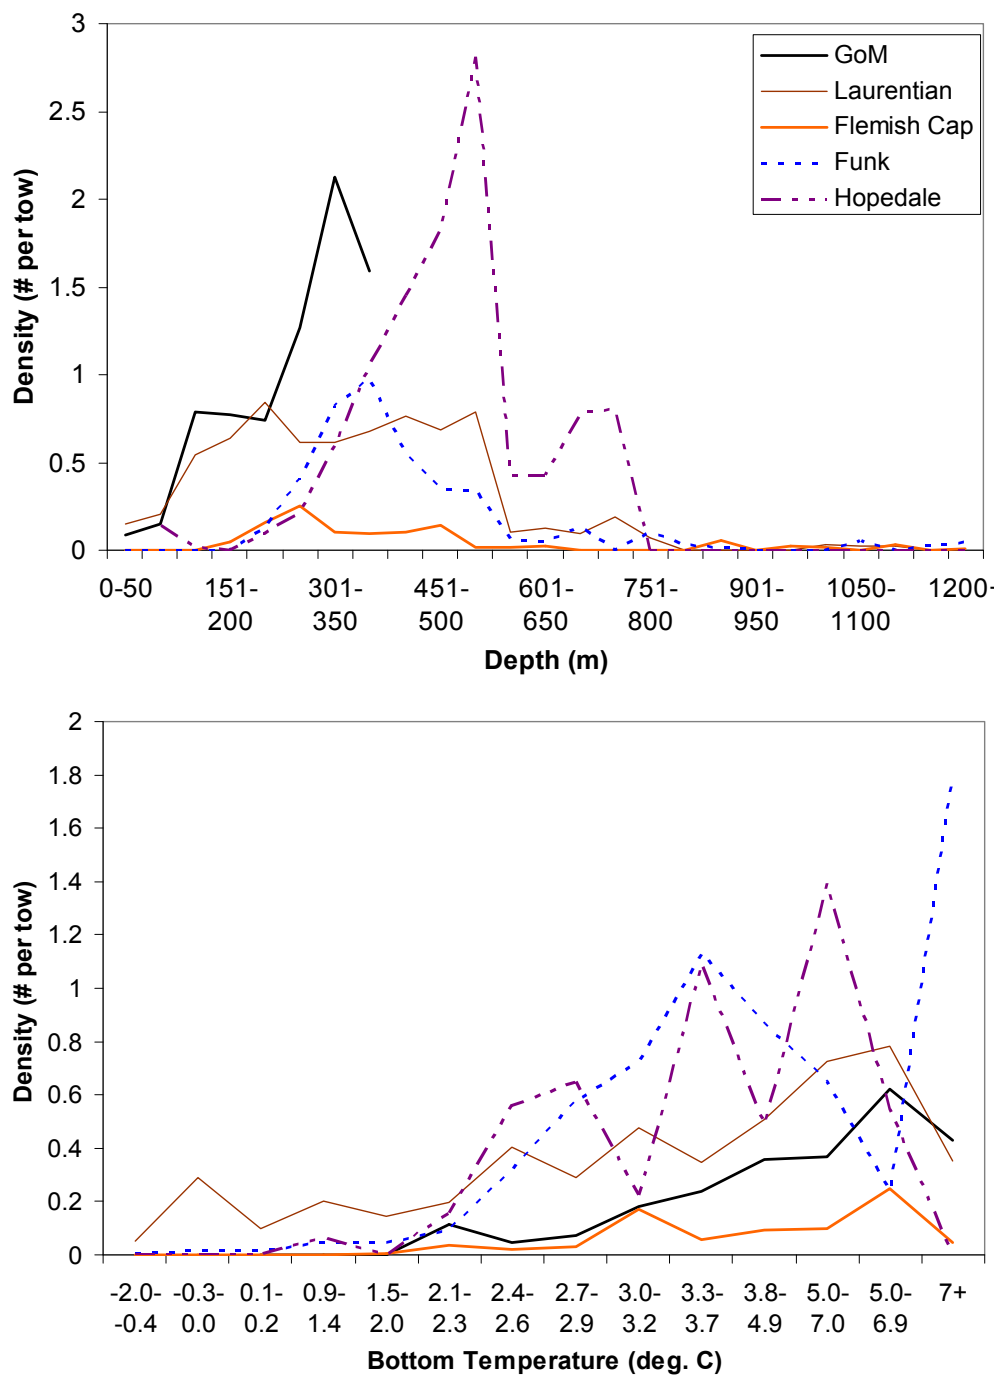 3
2.5
2
1.5
1
0.5
0
Density (# per tow)
GoM
Laurentian
Flemish Cap
Funk
Hopedale
0-50 151- 301- 451- 601- 751- 901- 1050- 1200-
200 350 500 650 800 950 1100
Depth (m)
2
1.8
1.6
1.4
1.2
1
0.8
0.6
0.4
0.2
0
Density (# per tow)
-2.0- -0.3- 0.1- 0.9- 1.5- 2.1- 2.4- 2.7- 3.0- 3.3- 3.8- 5.0- 5.0- 7+
-0.4 0.0 0.2 1.4 2.0 2.3 2.6 2.9 3.2 3.7 4.9 7.0 6.9
Bottom Temperature (deg. C)